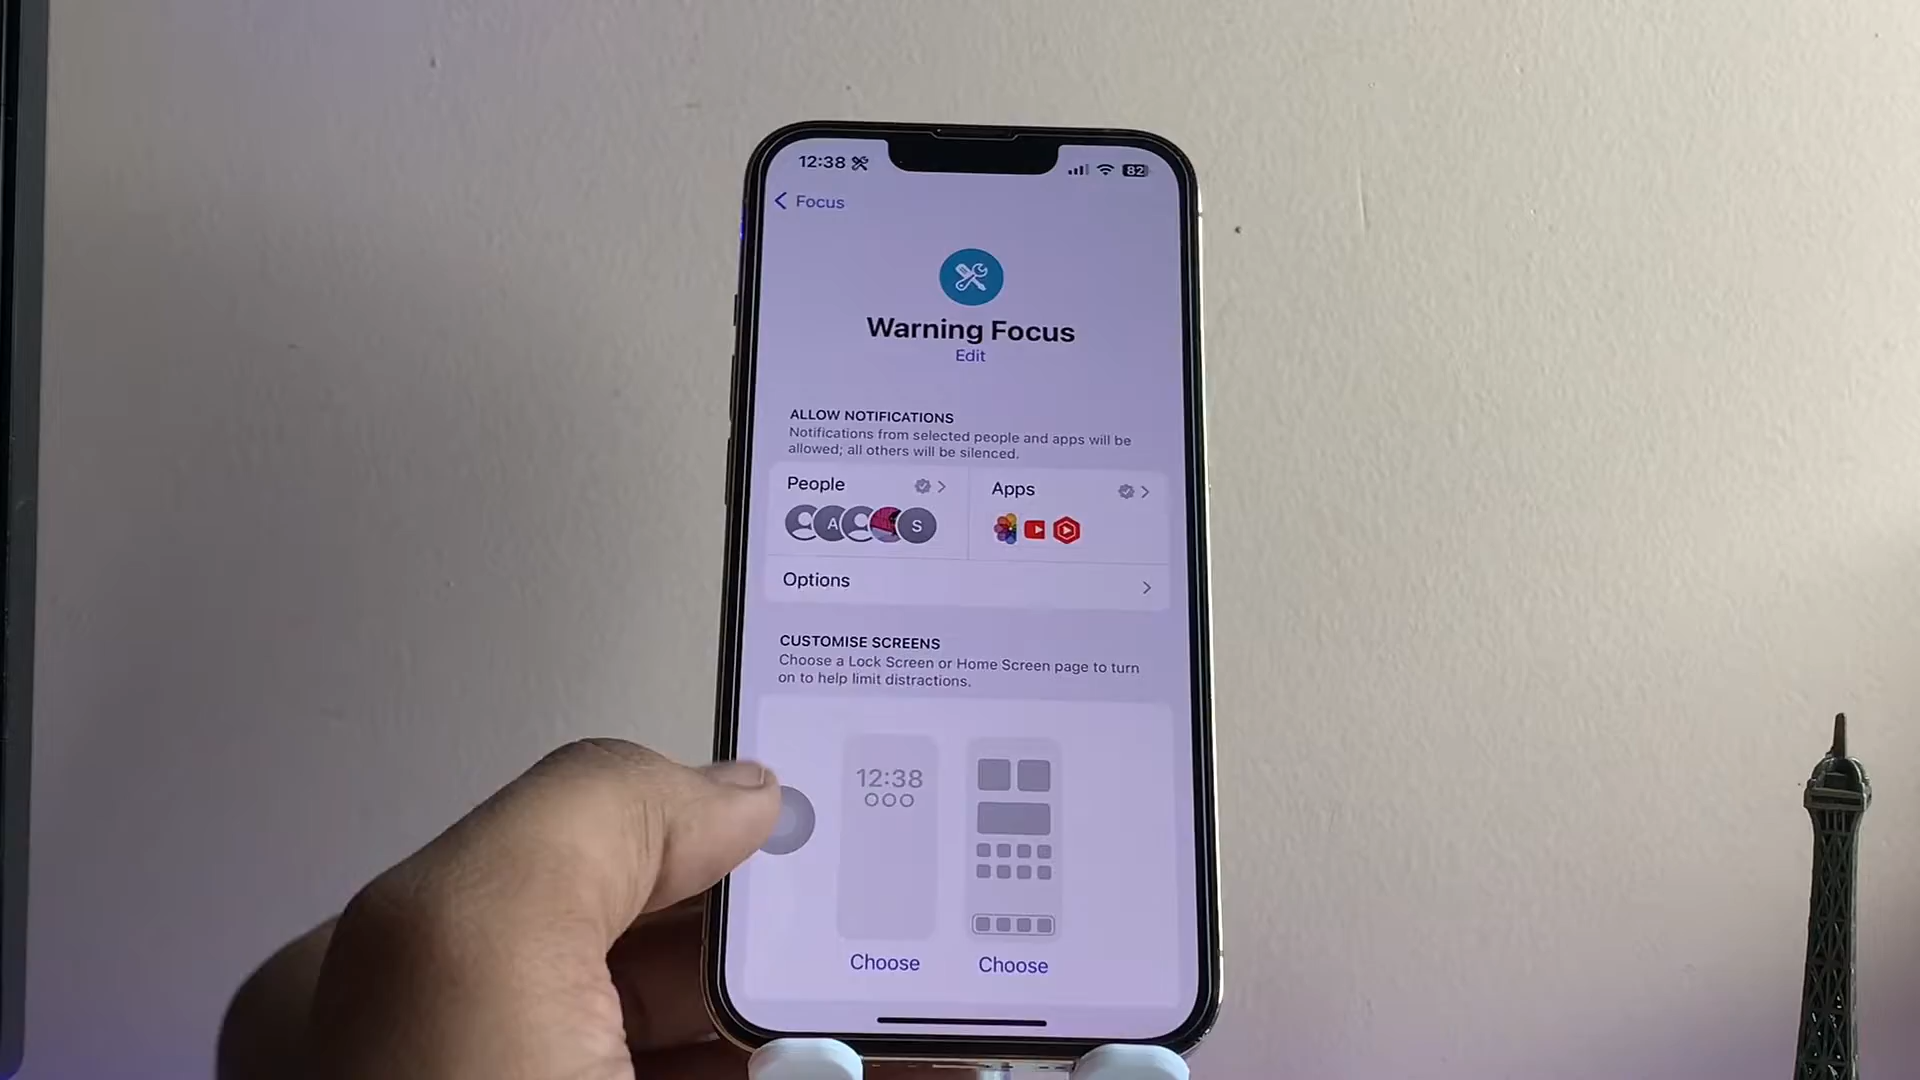 12:38
82
Focus
Warning Focus
Edit
ALLOW NOTIFICATIONS
Notifications from selected people and apps will be
allowed; all others will be silenced.
People
Apps
A
S
Options
CUSTOMISE SCREENS
Choose a Lock Screen or Home Screen page to turn
on to help limit distractions.
12:38
Choose
Choose